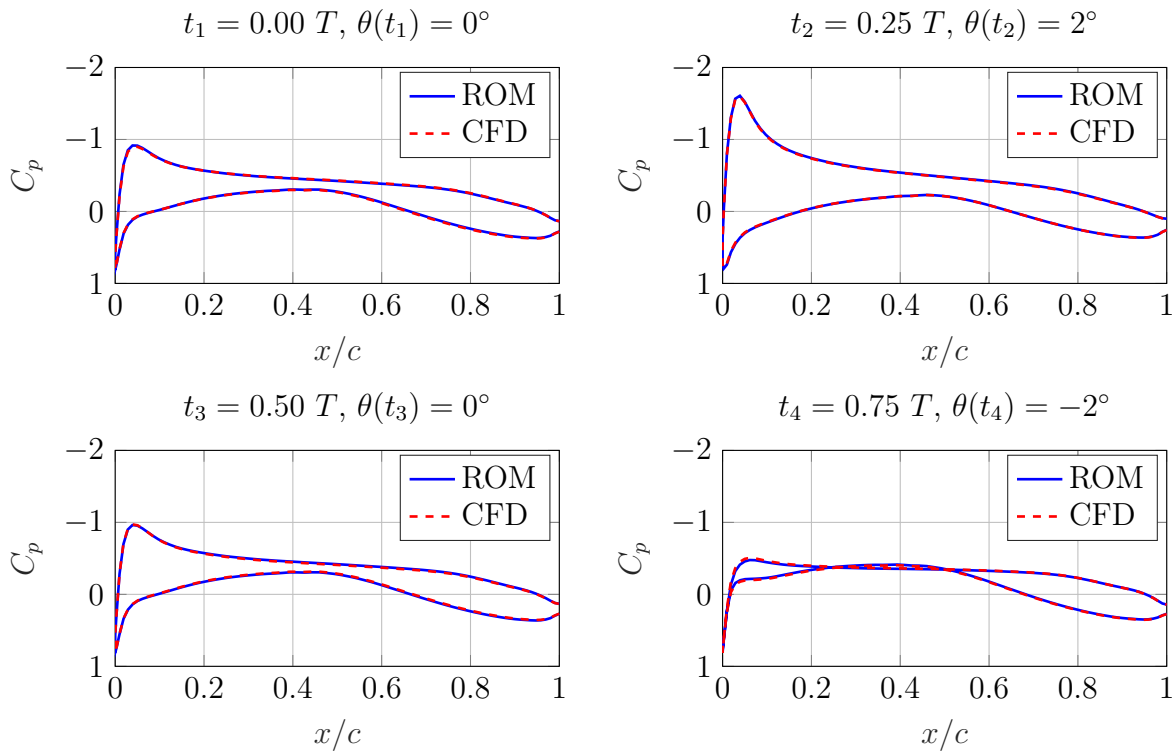 t₁ = 0.00 T, θ(t₁) = 0°
−2
−1
0
1
C_p
0 0.2 0.4 0.6 0.8 1
x/c
ROM
CFD
t₂ = 0.25 T, θ(t₂) = 2°
−2
−1
0
1
C_p
0 0.2 0.4 0.6 0.8 1
x/c
ROM
CFD
t₃ = 0.50 T, θ(t₃) = 0°
−2
−1
0
1
C_p
0 0.2 0.4 0.6 0.8 1
x/c
ROM
CFD
t₄ = 0.75 T, θ(t₄) = −2°
−2
−1
0
1
C_p
0 0.2 0.4 0.6 0.8 1
x/c
ROM
CFD